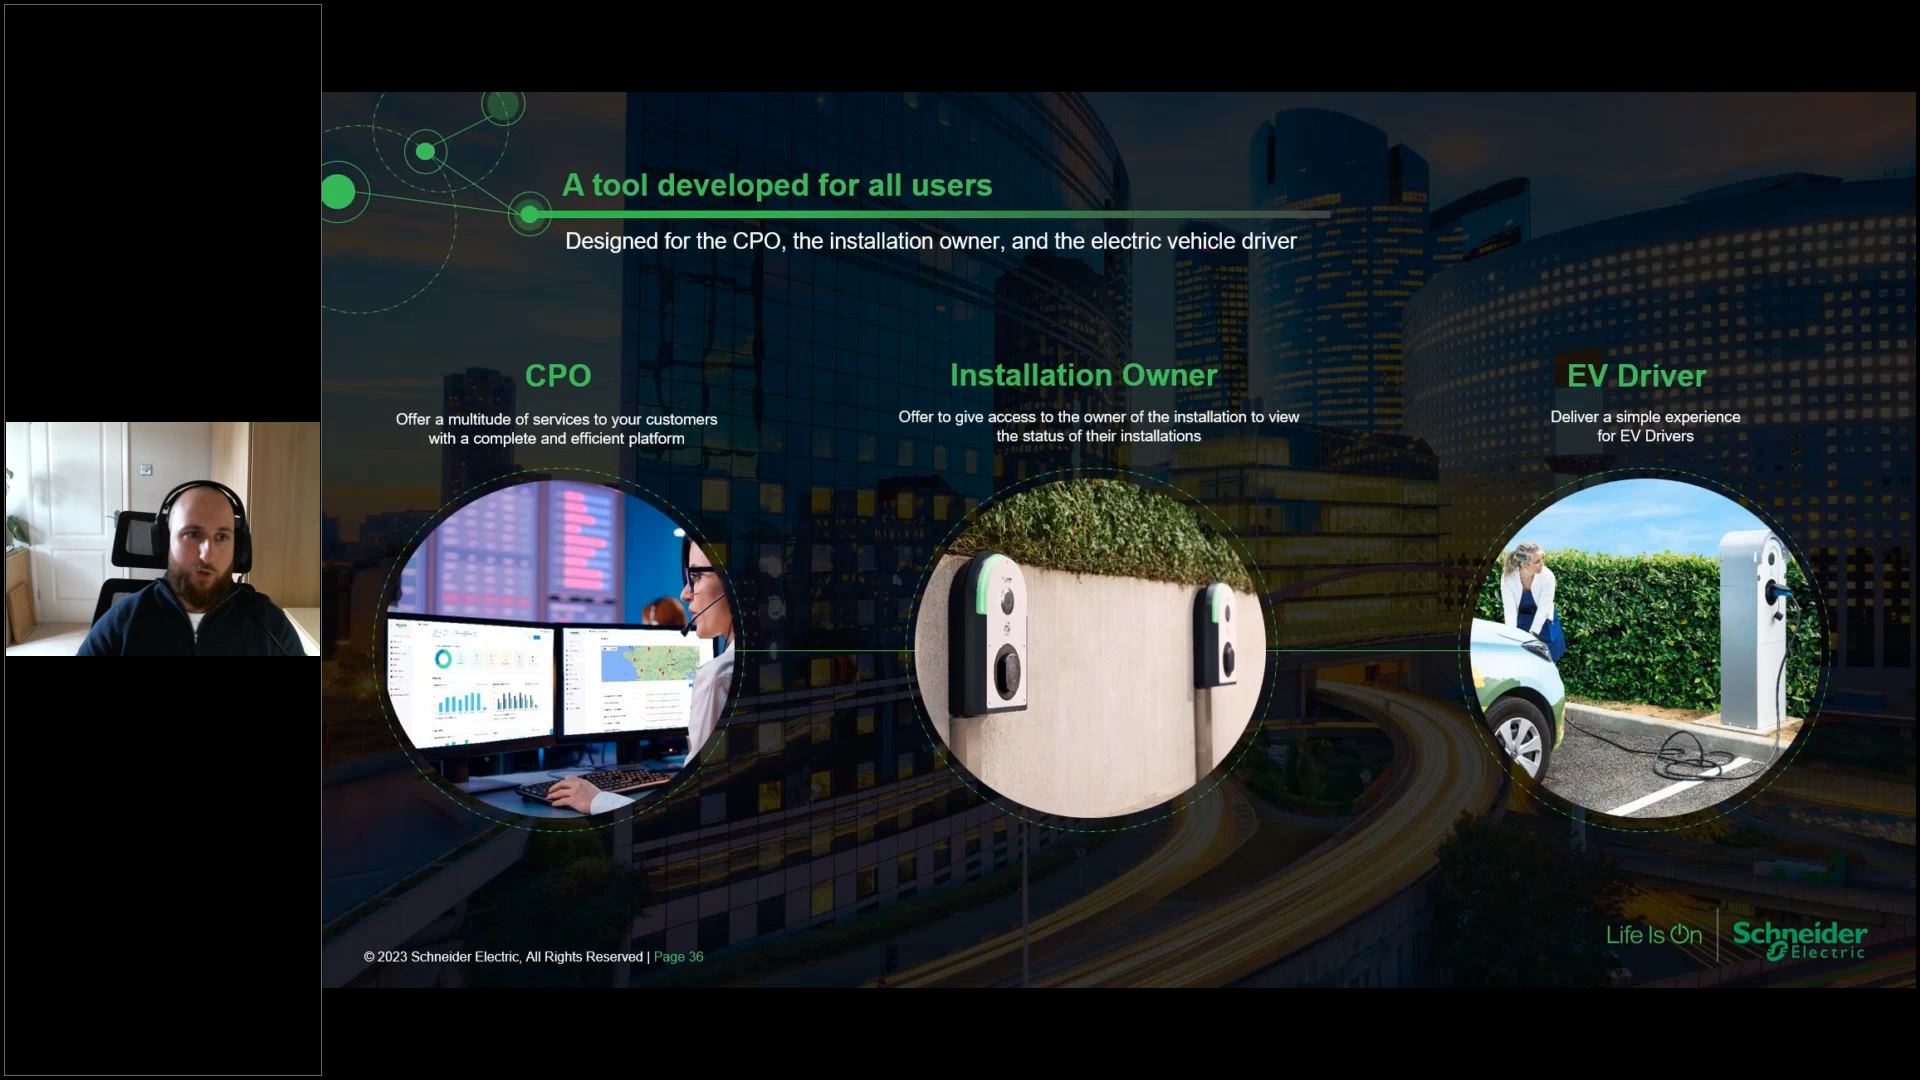 A tool developed for all users
Designed for the CPO, the installation owner, and the electric vehicle driver
CPO
Offer a multitude of services to your customers
with a complete and efficient platform
Installation Owner
Offer to give access to the owner of the installation to view
the status of their installations
EV Driver
Deliver a simple experience
for EV Drivers
© 2023 Schneider Electric, All Rights Reserved | Page 36
Life Is On
Schneider
Electric